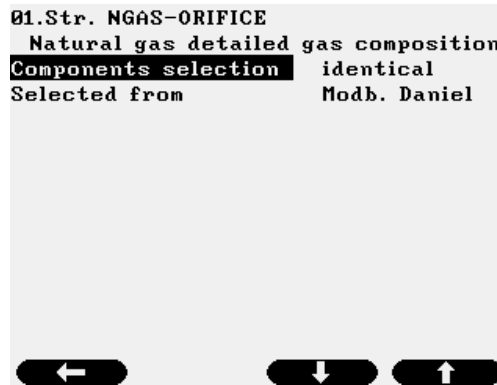 01.Str. NGAS-ORIFICE
Natural gas detailed gas composition
Components selection identical
Selected from Modb. Daniel